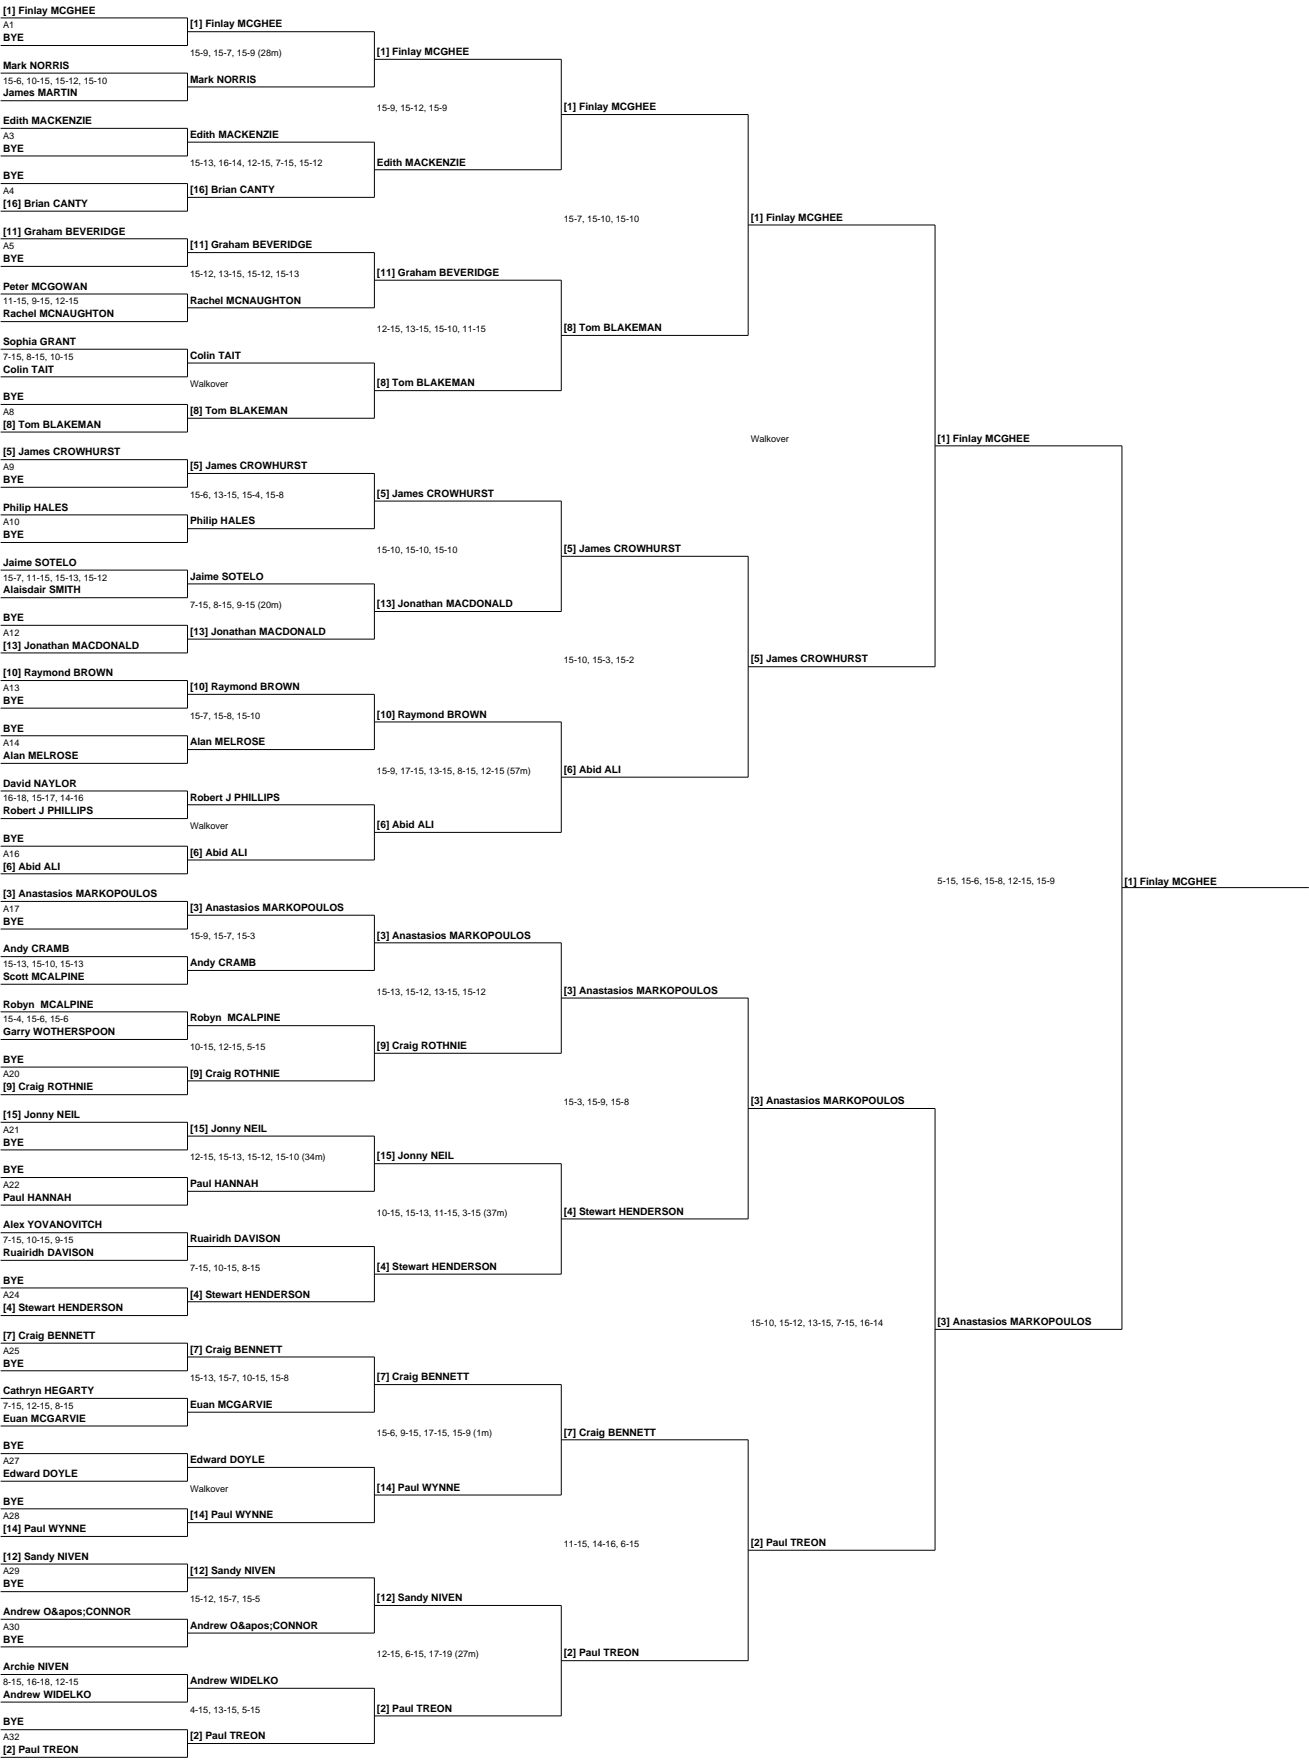 [1] Finlay MCGHEE
A1
BYE
Mark NORRIS
15-6, 10-15, 15-12, 15-10
James MARTIN
Edith MACKENZIE
A3
BYE
BYE
A4
[16] Brian CANTY
[11] Graham BEVERIDGE
A5
BYE
Peter MCGOWAN
11-15, 9-15, 12-15
Rachel MCNAUGHTON
Sophia GRANT
7-15, 8-15, 10-15
Colin TAIT
BYE
A8
[8] Tom BLAKEMAN
[5] James CROWHURST
A9
BYE
Philip HALES
A10
BYE
Jaime SOTELO
15-7, 11-15, 15-13, 15-12
Alaisdair SMITH
BYE
A12
[13] Jonathan MACDONALD
[10] Raymond BROWN
A13
BYE
BYE
A14
Alan MELROSE
David NAYLOR
16-18, 15-17, 14-16
Robert J PHILLIPS
BYE
A16
[6] Abid ALI
[3] Anastasios MARKOPOULOS
A17
BYE
Andy CRAMB
15-13, 15-10, 15-13
Scott MCALPINE
Robyn  MCALPINE
15-4, 15-6, 15-6
Garry WOTHERSPOON
BYE
A20
[9] Craig ROTHNIE
[15] Jonny NEIL
A21
BYE
BYE
A22
Paul HANNAH
Alex YOVANOVITCH
7-15, 10-15, 9-15
Ruairidh DAVISON
BYE
A24
[4] Stewart HENDERSON
[7] Craig BENNETT
A25
BYE
Cathryn HEGARTY
7-15, 12-15, 8-15
Euan MCGARVIE
BYE
A27
Edward DOYLE
BYE
A28
[14] Paul WYNNE
[12] Sandy NIVEN
A29
BYE
Andrew O&apos;CONNOR
A30
BYE
Archie NIVEN
8-15, 16-18, 12-15
Andrew WIDELKO
BYE
A32
[2] Paul TREON
[1] Finlay MCGHEE
15-9, 15-7, 15-9 (28m)
Mark NORRIS
Edith MACKENZIE
15-13, 16-14, 12-15, 7-15, 15-12
[16] Brian CANTY
[11] Graham BEVERIDGE
15-12, 13-15, 15-12, 15-13
Rachel MCNAUGHTON
Colin TAIT
Walkover
[8] Tom BLAKEMAN
[5] James CROWHURST
15-6, 13-15, 15-4, 15-8
Philip HALES
Jaime SOTELO
7-15, 8-15, 9-15 (20m)
[13] Jonathan MACDONALD
[10] Raymond BROWN
15-7, 15-8, 15-10
Alan MELROSE
Robert J PHILLIPS
Walkover
[6] Abid ALI
[3] Anastasios MARKOPOULOS
15-9, 15-7, 15-3
Andy CRAMB
Robyn  MCALPINE
10-15, 12-15, 5-15
[9] Craig ROTHNIE
[15] Jonny NEIL
12-15, 15-13, 15-12, 15-10 (34m)
Paul HANNAH
Ruairidh DAVISON
7-15, 10-15, 8-15
[4] Stewart HENDERSON
[7] Craig BENNETT
15-13, 15-7, 10-15, 15-8
Euan MCGARVIE
Edward DOYLE
Walkover
[14] Paul WYNNE
[12] Sandy NIVEN
15-12, 15-7, 15-5
Andrew O&apos;CONNOR
Andrew WIDELKO
4-15, 13-15, 5-15
[2] Paul TREON
[1] Finlay MCGHEE
15-9, 15-12, 15-9
Edith MACKENZIE
[11] Graham BEVERIDGE
12-15, 13-15, 15-10, 11-15
[8] Tom BLAKEMAN
[5] James CROWHURST
15-10, 15-10, 15-10
[13] Jonathan MACDONALD
[10] Raymond BROWN
15-9, 17-15, 13-15, 8-15, 12-15 (57m)
[6] Abid ALI
[3] Anastasios MARKOPOULOS
15-13, 15-12, 13-15, 15-12
[9] Craig ROTHNIE
[15] Jonny NEIL
10-15, 15-13, 11-15, 3-15 (37m)
[4] Stewart HENDERSON
[7] Craig BENNETT
15-6, 9-15, 17-15, 15-9 (1m)
[14] Paul WYNNE
[12] Sandy NIVEN
12-15, 6-15, 17-19 (27m)
[2] Paul TREON
[1] Finlay MCGHEE
15-7, 15-10, 15-10
[8] Tom BLAKEMAN
[5] James CROWHURST
15-10, 15-3, 15-2
[6] Abid ALI
[3] Anastasios MARKOPOULOS
15-3, 15-9, 15-8
[4] Stewart HENDERSON
[7] Craig BENNETT
11-15, 14-16, 6-15
[2] Paul TREON
[1] Finlay MCGHEE
Walkover
[5] James CROWHURST
[3] Anastasios MARKOPOULOS
15-10, 15-12, 13-15, 7-15, 16-14
[2] Paul TREON
[1] Finlay MCGHEE
5-15, 15-6, 15-8, 12-15, 15-9
[3] Anastasios MARKOPOULOS
[1] Finlay MCGHEE